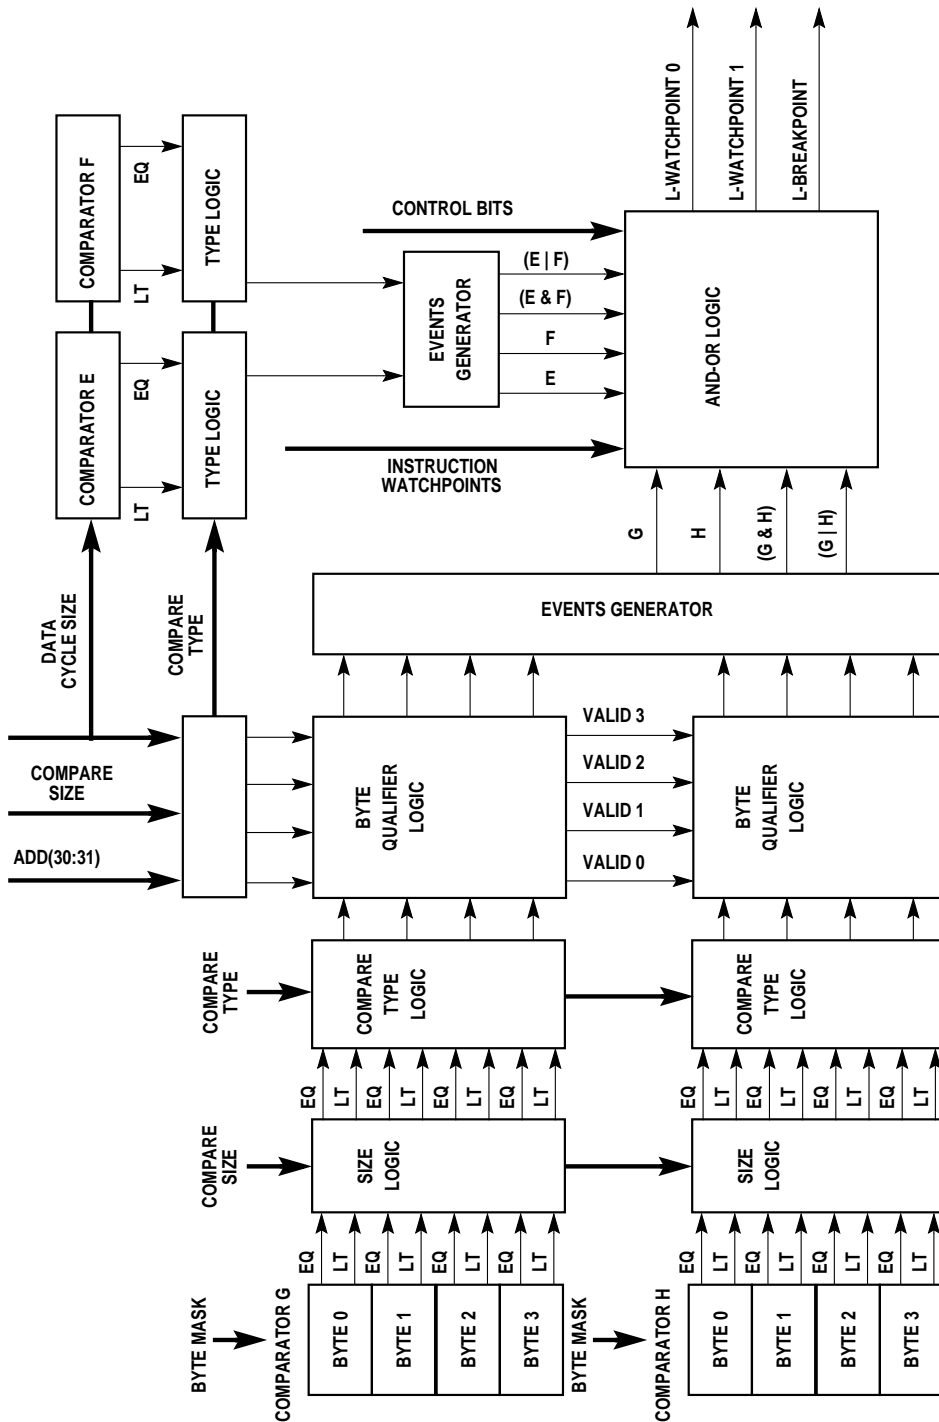 L-WATCHPOINT 0
L-WATCHPOINT 1
L-BREAKPOINT
COMPARATOR F
EQ
LT
TYPE LOGIC
CONTROL BITS
COMPARATOR E
EQ
LT
TYPE LOGIC
EVENTS
GENERATOR
(E | F)
(E & F)
F
E
AND-OR LOGIC
INSTRUCTION
WATCHPOINTS
G
H
(G & H)
(G | H)
DATA
CYCLE SIZE
COMPARE
TYPE
EVENTS GENERATOR
COMPARE
SIZE
ADD(30:31)
BYTE
QUALIFIER
LOGIC
VALID 3
VALID 2
VALID 1
VALID 0
BYTE
QUALIFIER
LOGIC
COMPARE
TYPE
COMPARE
TYPE
LOGIC
COMPARE
TYPE
LOGIC
EQ
LT
EQ
LT
EQ
LT
EQ
LT
EQ
LT
EQ
LT
EQ
LT
EQ
LT
COMPARE
SIZE
SIZE
LOGIC
SIZE
LOGIC
EQ
LT
EQ
LT
EQ
LT
EQ
LT
EQ
LT
EQ
LT
EQ
LT
EQ
LT
BYTE MASK
COMPARATOR G
BYTE 0
BYTE 1
BYTE 2
BYTE 3
BYTE MASK
COMPARATOR H
BYTE 0
BYTE 1
BYTE 2
BYTE 3